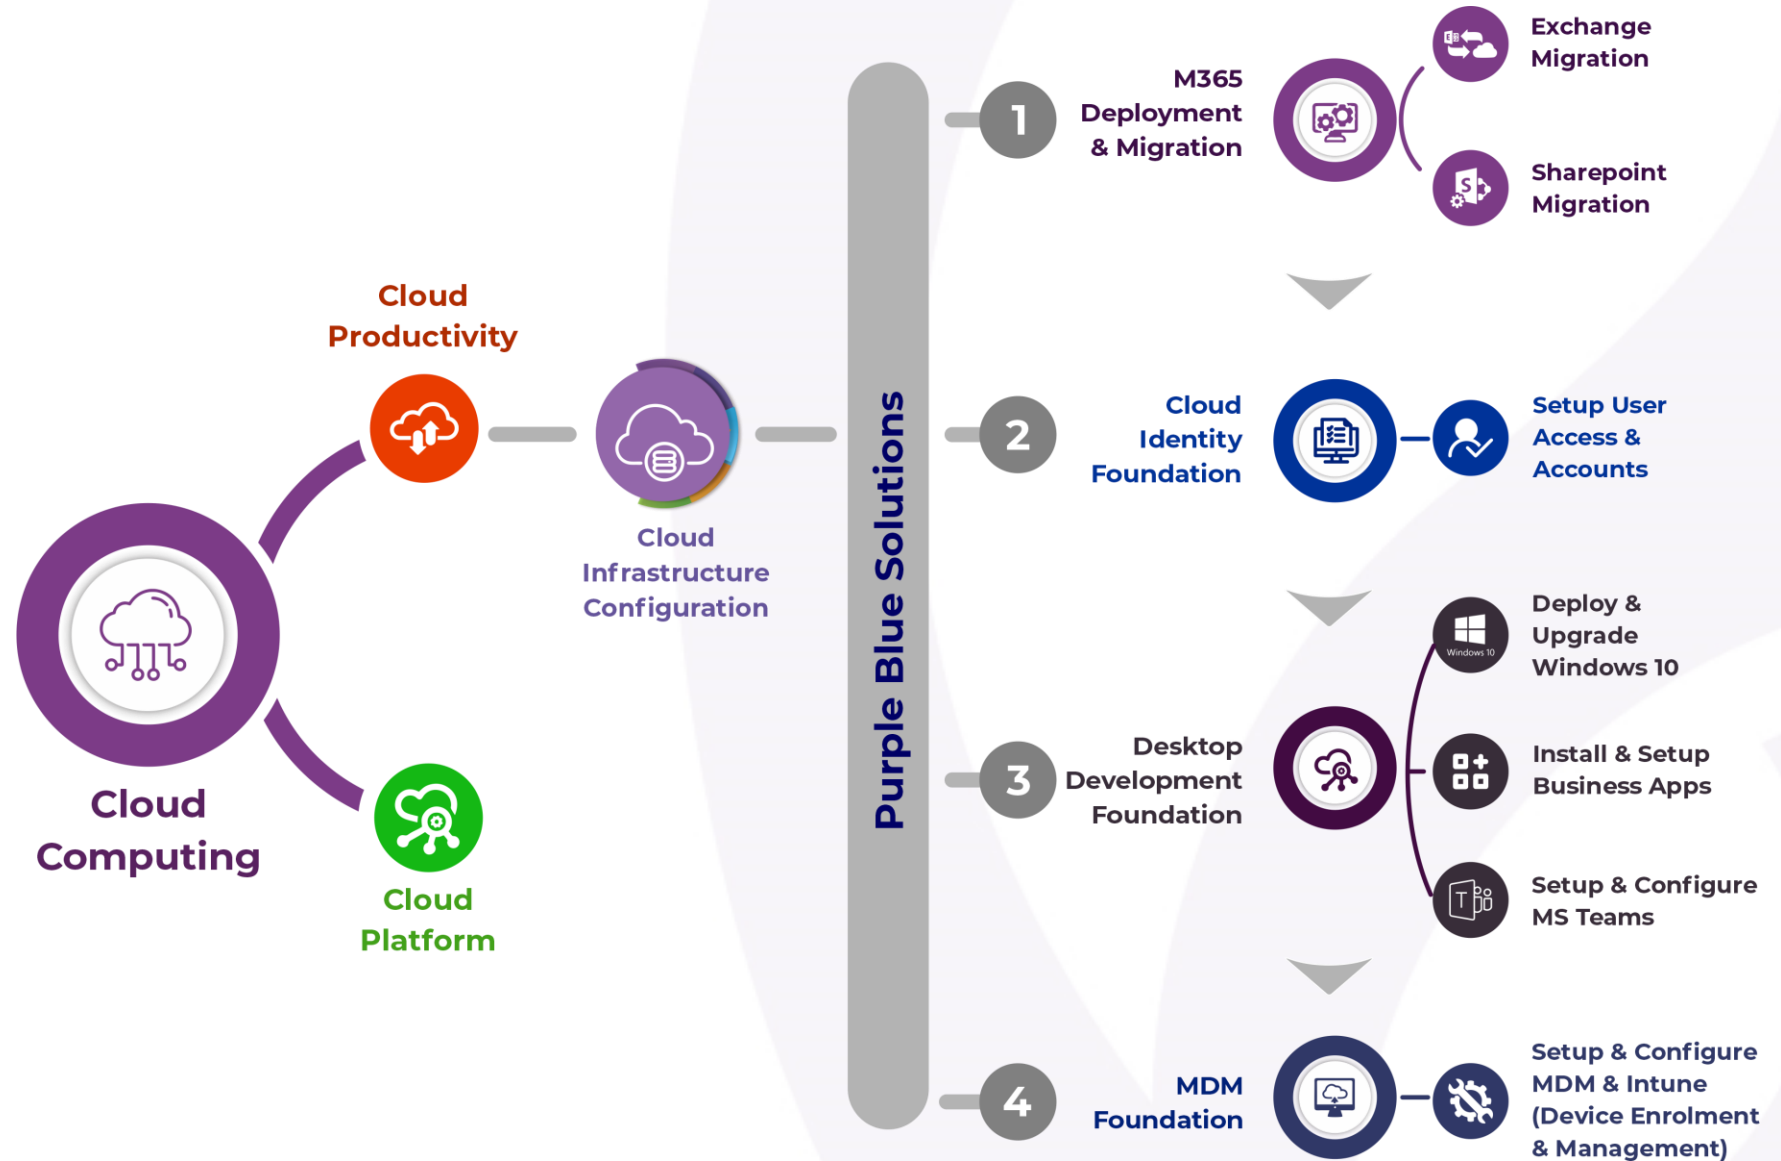 Cloud
Computing
Cloud
Productivity
Cloud
Platform
Cloud
Infrastructure
Configuration
Purple Blue Solutions
1
M365
Deployment
& Migration
Exchange
Migration
S
Sharepoint
Migration
2
Cloud
Identity
Foundation
Setup User
Access &
Accounts
3
Desktop
Development
Foundation
Windows 10
Deploy &
Upgrade
Windows 10
Install & Setup
Business Apps
T
Setup & Configure
MS Teams
4
MDM
Foundation
Setup & Configure
MDM & Intune
(Device Enrolment
& Management)